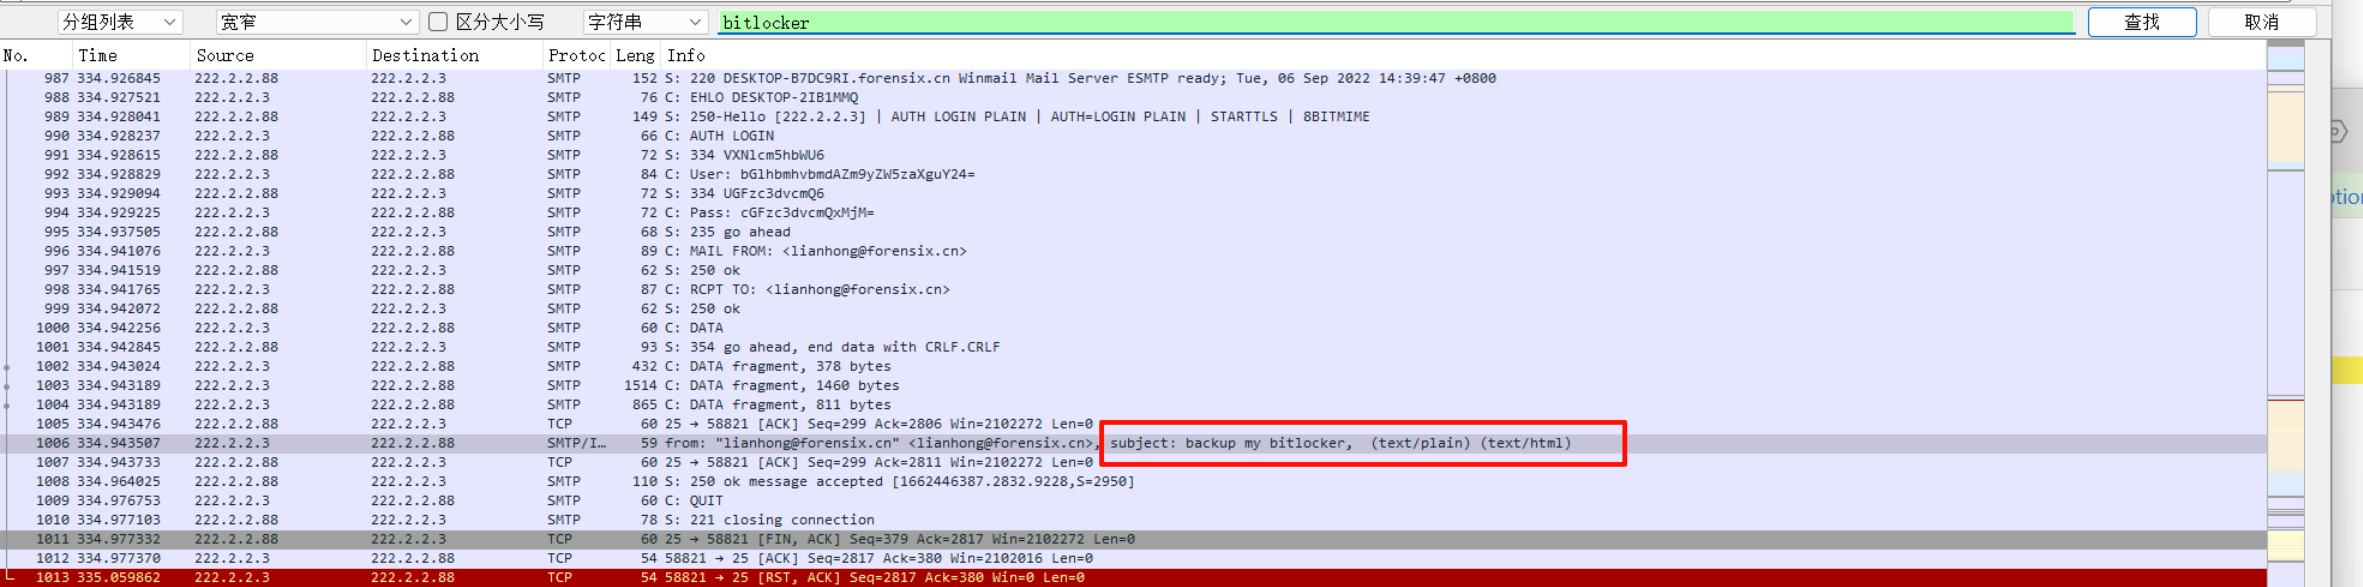 分组列表 宽窄 区分大小写 字符串 bitlocker 查找 取消
No. Time Source Destination Protoc Leng Info
987 334.926845 222.2.2.88 222.2.2.3 SMTP 152 S: 220 DESKTOP-B7DC9RI.forensix.cn Winmail Mail Server ESMTP ready; Tue, 06 Sep 2022 14:39:47 +0800
988 334.927521 222.2.2.3 222.2.2.88 SMTP 76 C: EHLO DESKTOP-2IB1MMQ
989 334.928041 222.2.2.88 222.2.2.3 SMTP 149 S: 250-Hello [222.2.2.3] | AUTH LOGIN PLAIN | AUTH=LOGIN PLAIN | STARTTLS | 8BITMIME
990 334.928237 222.2.2.3 222.2.2.88 SMTP 66 C: AUTH LOGIN
991 334.928615 222.2.2.88 222.2.2.3 SMTP 72 S: 334 VXNlcm5hbWU6
992 334.928829 222.2.2.3 222.2.2.88 SMTP 84 C: User: bGlhbmhvbmdAZm9yZW5zaXguY24=
993 334.929094 222.2.2.88 222.2.2.3 SMTP 72 S: 334 UGFzc3dvcmQ6
994 334.929225 222.2.2.3 222.2.2.88 SMTP 72 C: Pass: cGFzc3dvcmQxMjM=
995 334.937505 222.2.2.88 222.2.2.3 SMTP 68 S: 235 go ahead
996 334.941076 222.2.2.3 222.2.2.88 SMTP 89 C: MAIL FROM: <lianhong@forensix.cn>
997 334.941519 222.2.2.88 222.2.2.3 SMTP 62 S: 250 ok
998 334.941765 222.2.2.3 222.2.2.88 SMTP 87 C: RCPT TO: <lianhong@forensix.cn>
999 334.942072 222.2.2.88 222.2.2.3 SMTP 62 S: 250 ok
1000 334.942256 222.2.2.3 222.2.2.88 SMTP 60 C: DATA
1001 334.942845 222.2.2.88 222.2.2.3 SMTP 93 S: 354 go ahead, end data with CRLF.CRLF
1002 334.943024 222.2.2.3 222.2.2.88 SMTP 432 C: DATA fragment, 378 bytes
1003 334.943189 222.2.2.3 222.2.2.88 SMTP 1514 C: DATA fragment, 1460 bytes
1004 334.943189 222.2.2.3 222.2.2.88 SMTP 865 C: DATA fragment, 811 bytes
1005 334.943476 222.2.2.88 222.2.2.3 TCP 60 25 → 58821 [ACK] Seq=299 Ack=2806 Win=2102272 Len=0
1006 334.943507 222.2.2.3 222.2.2.88 SMTP/I… 59 from: "lianhong@forensix.cn" <lianhong@forensix.cn>, subject: backup my bitlocker, (text/plain) (text/html)
1007 334.943733 222.2.2.88 222.2.2.3 TCP 60 25 → 58821 [ACK] Seq=299 Ack=2811 Win=2102272 Len=0
1008 334.964025 222.2.2.88 222.2.2.3 SMTP 110 S: 250 ok message accepted [1662446387.2832.9228,S=2950]
1009 334.976753 222.2.2.3 222.2.2.88 SMTP 60 C: QUIT
1010 334.977103 222.2.2.88 222.2.2.3 SMTP 78 S: 221 closing connection
1011 334.977332 222.2.2.88 222.2.2.3 TCP 60 25 → 58821 [FIN, ACK] Seq=379 Ack=2817 Win=2102272 Len=0
1012 334.977370 222.2.2.3 222.2.2.88 TCP 54 58821 → 25 [ACK] Seq=2817 Ack=380 Win=2102016 Len=0
1013 335.059862 222.2.2.3 222.2.2.88 TCP 54 58821 → 25 [RST, ACK] Seq=2817 Ack=380 Win=0 Len=0